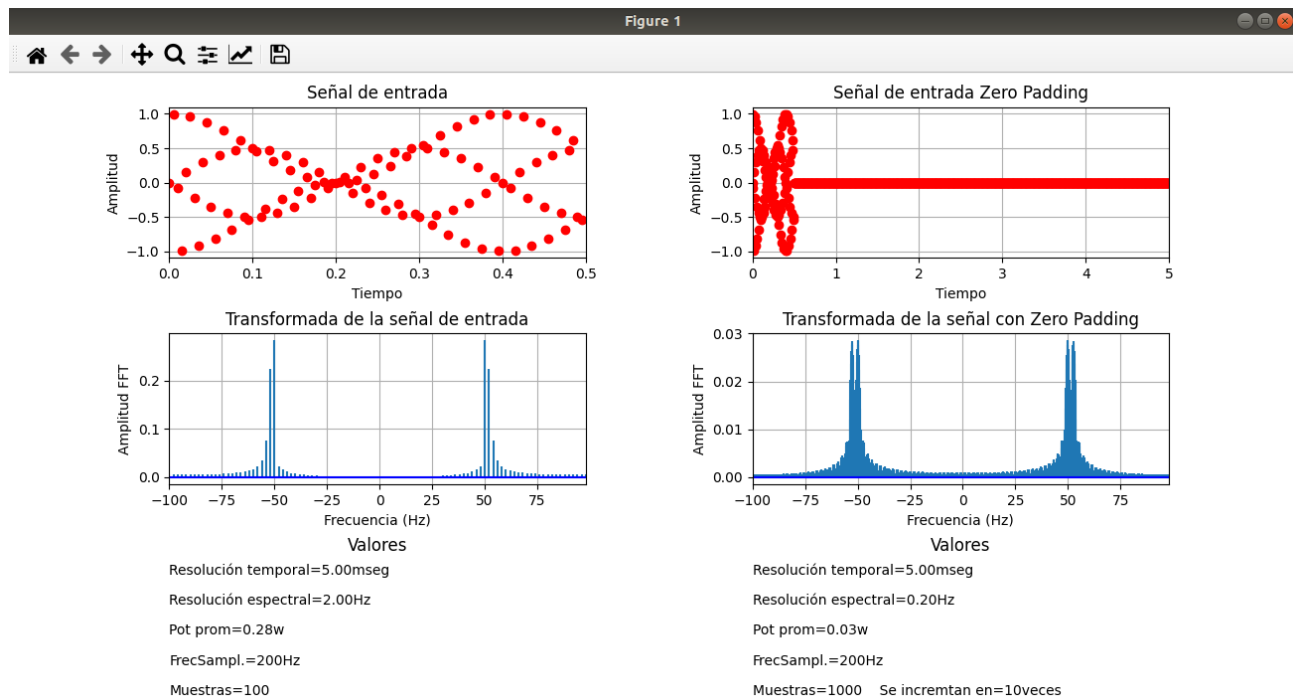 Figure 1
Señal de entrada
1.0
0.5
0.0
−0.5
−1.0
Amplitud
0.0 0.1 0.2 0.3 0.4 0.5
Tiempo
Señal de entrada Zero Padding
1.0
0.5
0.0
−0.5
−1.0
Amplitud
0 1 2 3 4 5
Tiempo
Transformada de la señal de entrada
0.2
0.1
0.0
Amplitud FFT
−100 −75 −50 −25 0 25 50 75
Frecuencia (Hz)
Transformada de la señal con Zero Padding
0.03
0.02
0.01
0.00
Amplitud FFT
−100 −75 −50 −25 0 25 50 75
Frecuencia (Hz)
Valores
Resolución temporal=5.00mseg
Resolución espectral=2.00Hz
Pot prom=0.28w
FrecSampl.=200Hz
Muestras=100
Valores
Resolución temporal=5.00mseg
Resolución espectral=0.20Hz
Pot prom=0.03w
FrecSampl.=200Hz
Muestras=1000 Se incremtan en=10veces